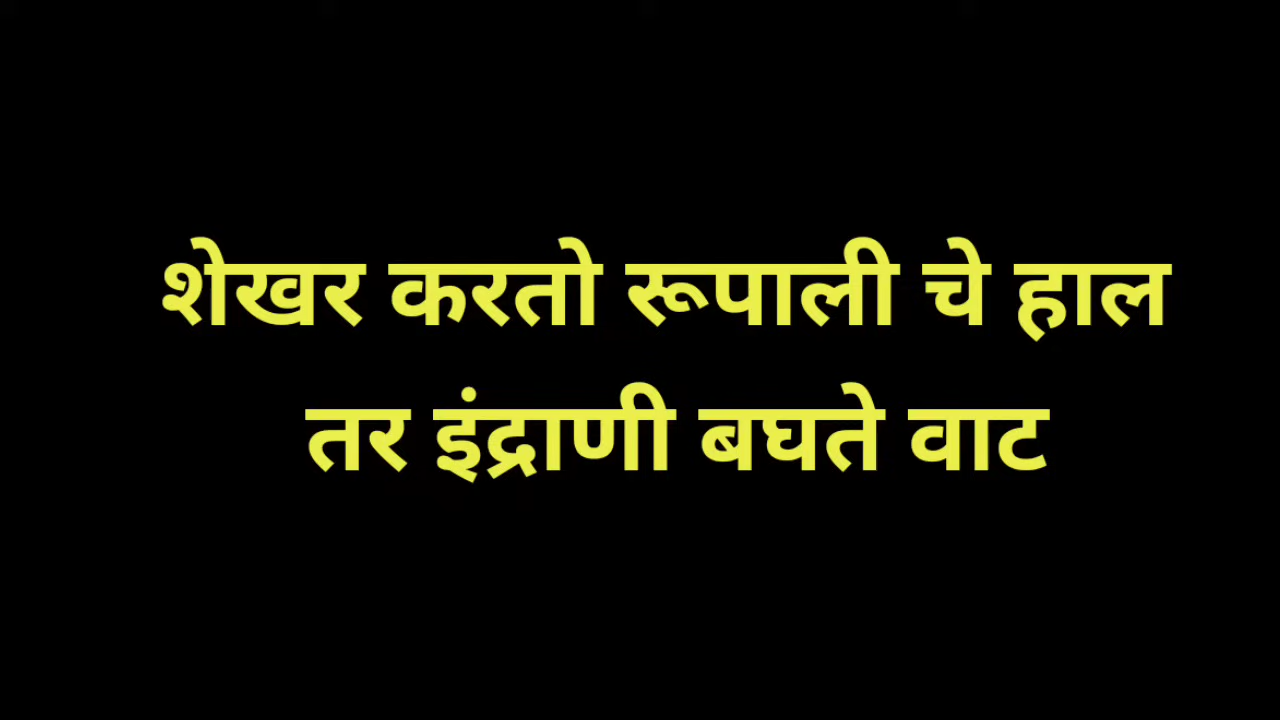 शेखर करतो रूपाली चे हाल
तर इंद्राणी बघते वाट